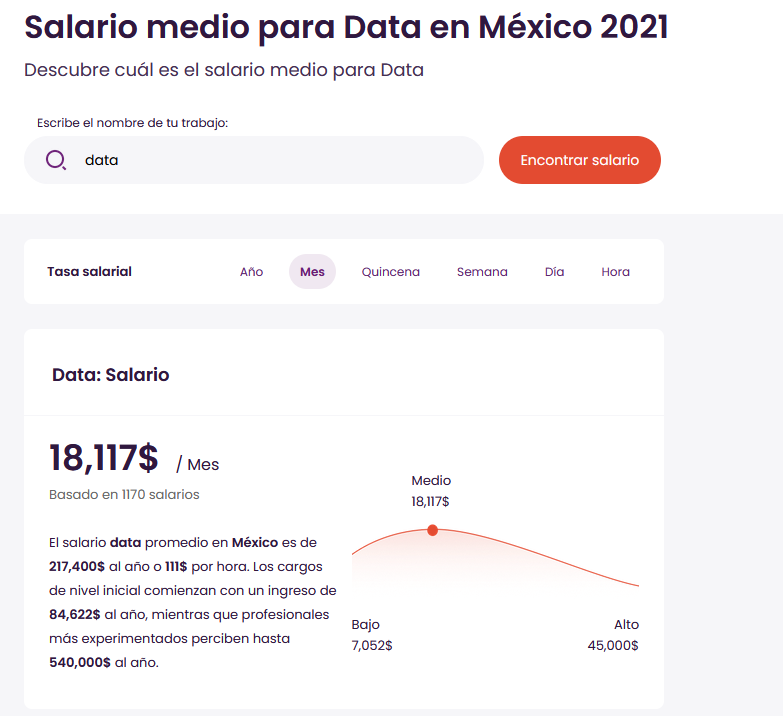 Salario medio para Data en México 2021
Descubre cuál es el salario medio para Data
Escribe el nombre de tu trabajo:
data
Encontrar salario
Tasa salarial
Año
Mes
Quincena
Semana
Día
Hora
Data: Salario
18,117$ / Mes
Basado en 1170 salarios
El salario data promedio en México es de
217,400$ al año o 111$ por hora. Los cargos
de nivel inicial comienzan con un ingreso de
84,622$ al año, mientras que profesionales
más experimentados perciben hasta
540,000$ al año.
Medio
18,117$
Bajo
7,052$
Alto
45,000$